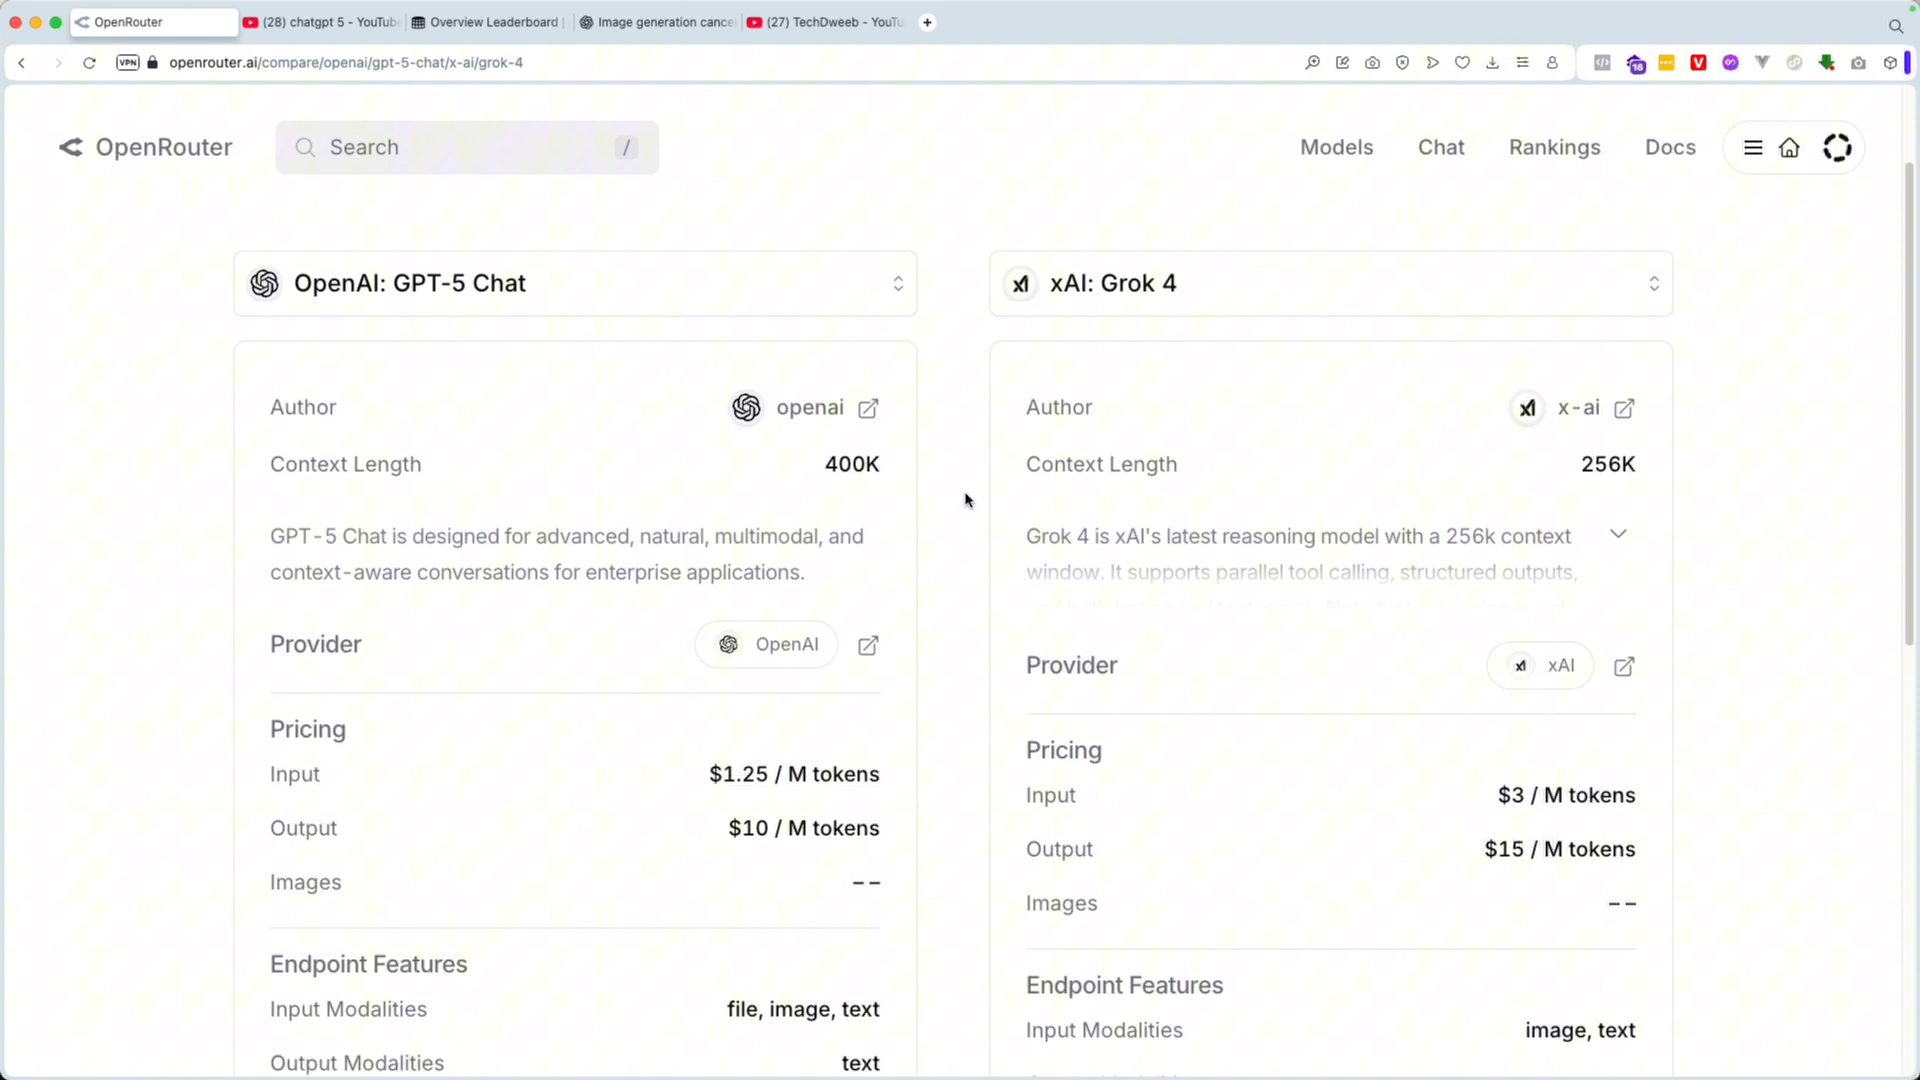 OpenRouter
(28) chatgpt 5 - YouTub
Overview Leaderboard |
Image generation cance
(27) TechDweeb - YouTu
VPN
openrouter.ai/compare/openai/gpt-5-chat/x-ai/grok-4
16
OpenRouter
Search
/
Models
Chat
Rankings
Docs
OpenAI: GPT-5 Chat
Author
openai
Context Length
400K
GPT-5 Chat is designed for advanced, natural, multimodal, and
context-aware conversations for enterprise applications.
Provider
OpenAI
Pricing
Input
$1.25 / M tokens
Output
$10 / M tokens
Images
--
Endpoint Features
Input Modalities
file, image, text
Output Modalities
text
xAI: Grok 4
Author
x-ai
Context Length
256K
Grok 4 is xAI's latest reasoning model with a 256k context
window. It supports parallel tool calling, structured outputs,
Provider
xAI
Pricing
Input
$3 / M tokens
Output
$15 / M tokens
Images
--
Endpoint Features
Input Modalities
image, text